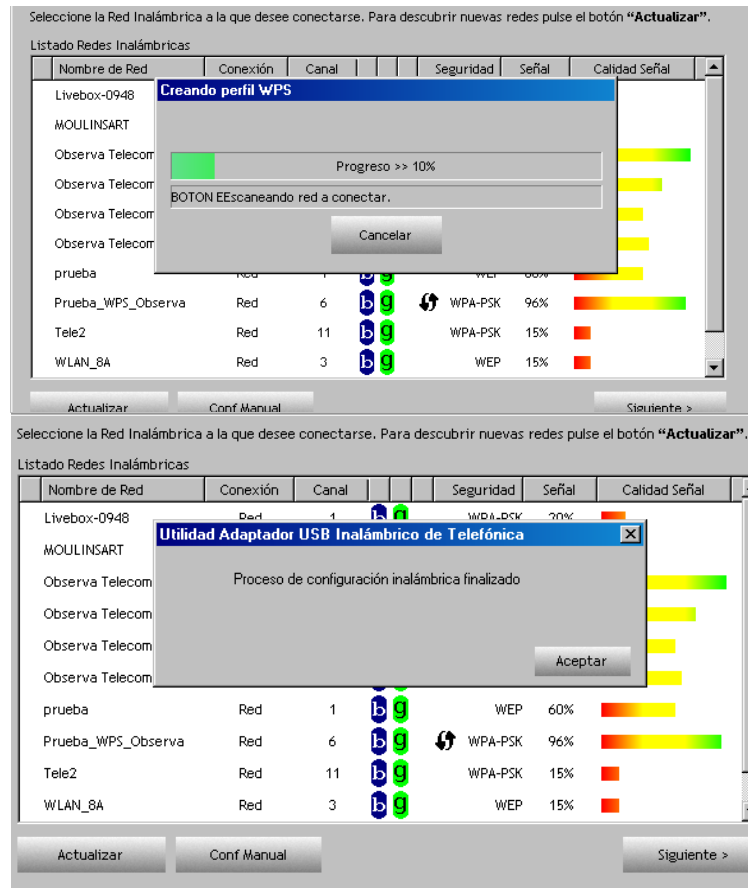 Seleccione la Red Inalámbrica a la que desee conectarse. Para descubrir nuevas redes pulse el botón “Actualizar”.
Listado Redes Inalámbricas
Nombre de Red Conexión Canal Seguridad Señal Calidad Señal
Livebox-0948
MOULINSART
Observa Telecom
Observa Telecom
Observa Telecom
Observa Telecom
Creando perfil WPS
Progreso >> 10%
BOTON EEscaneando red a conectar.
Cancelar
prueba Red 1 b g WEP 60%
Prueba_WPS_Observa Red 6 b g WPA-PSK 96%
Tele2 Red 11 b g WPA-PSK 15%
WLAN_8A Red 3 b g WEP 15%
Actualizar Conf Manual Siguiente >
Seleccione la Red Inalámbrica a la que desee conectarse. Para descubrir nuevas redes pulse el botón “Actualizar”.
Listado Redes Inalámbricas
Nombre de Red Conexión Canal Seguridad Señal Calidad Señal
Livebox-0948 Red 1 b g WPA-PSK 20%
MOULINSART
Observa Telecom
Observa Telecom
Observa Telecom
Observa Telecom
Utilidad Adaptador USB Inalámbrico de Telefónica
Proceso de configuración inalámbrica finalizado
Aceptar
prueba Red 1 b g WEP 60%
Prueba_WPS_Observa Red 6 b g WPA-PSK 96%
Tele2 Red 11 b g WPA-PSK 15%
WLAN_8A Red 3 b g WEP 15%
Actualizar Conf Manual Siguiente >